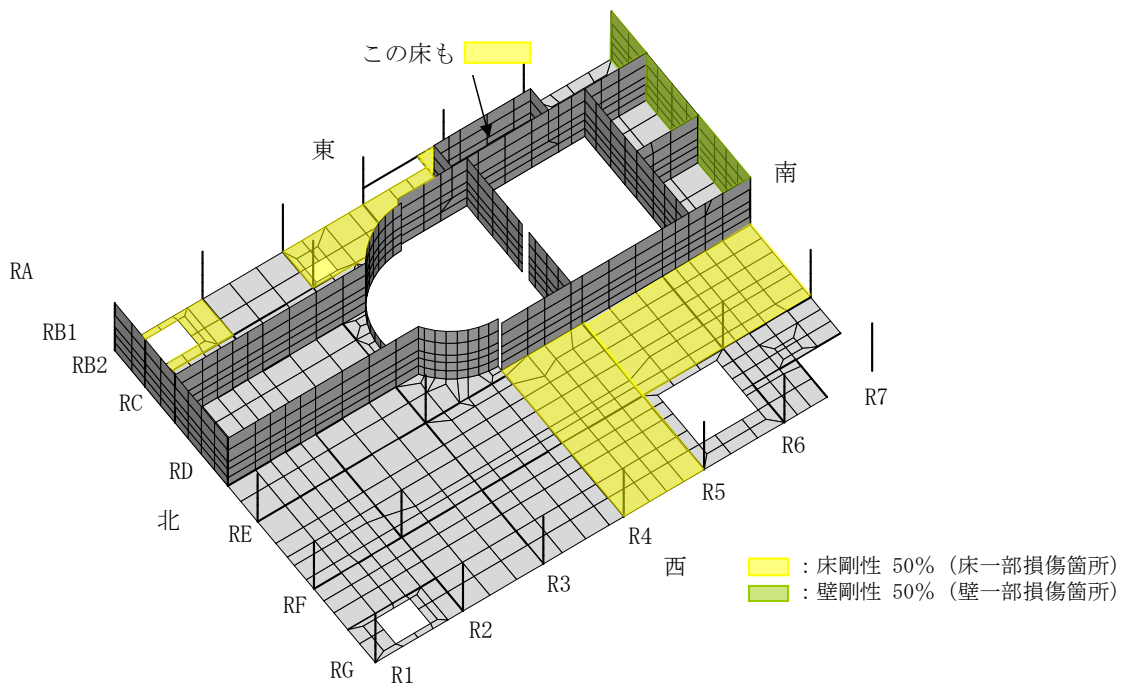 この床も
東
南
RA
RB1
RB2
RC
RD
北
RE
RF
RG
R1
R2
R3
R4
R5
R6
R7
西
：床剛性 50％（床一部損傷箇所）
：壁剛性 50％（壁一部損傷箇所）